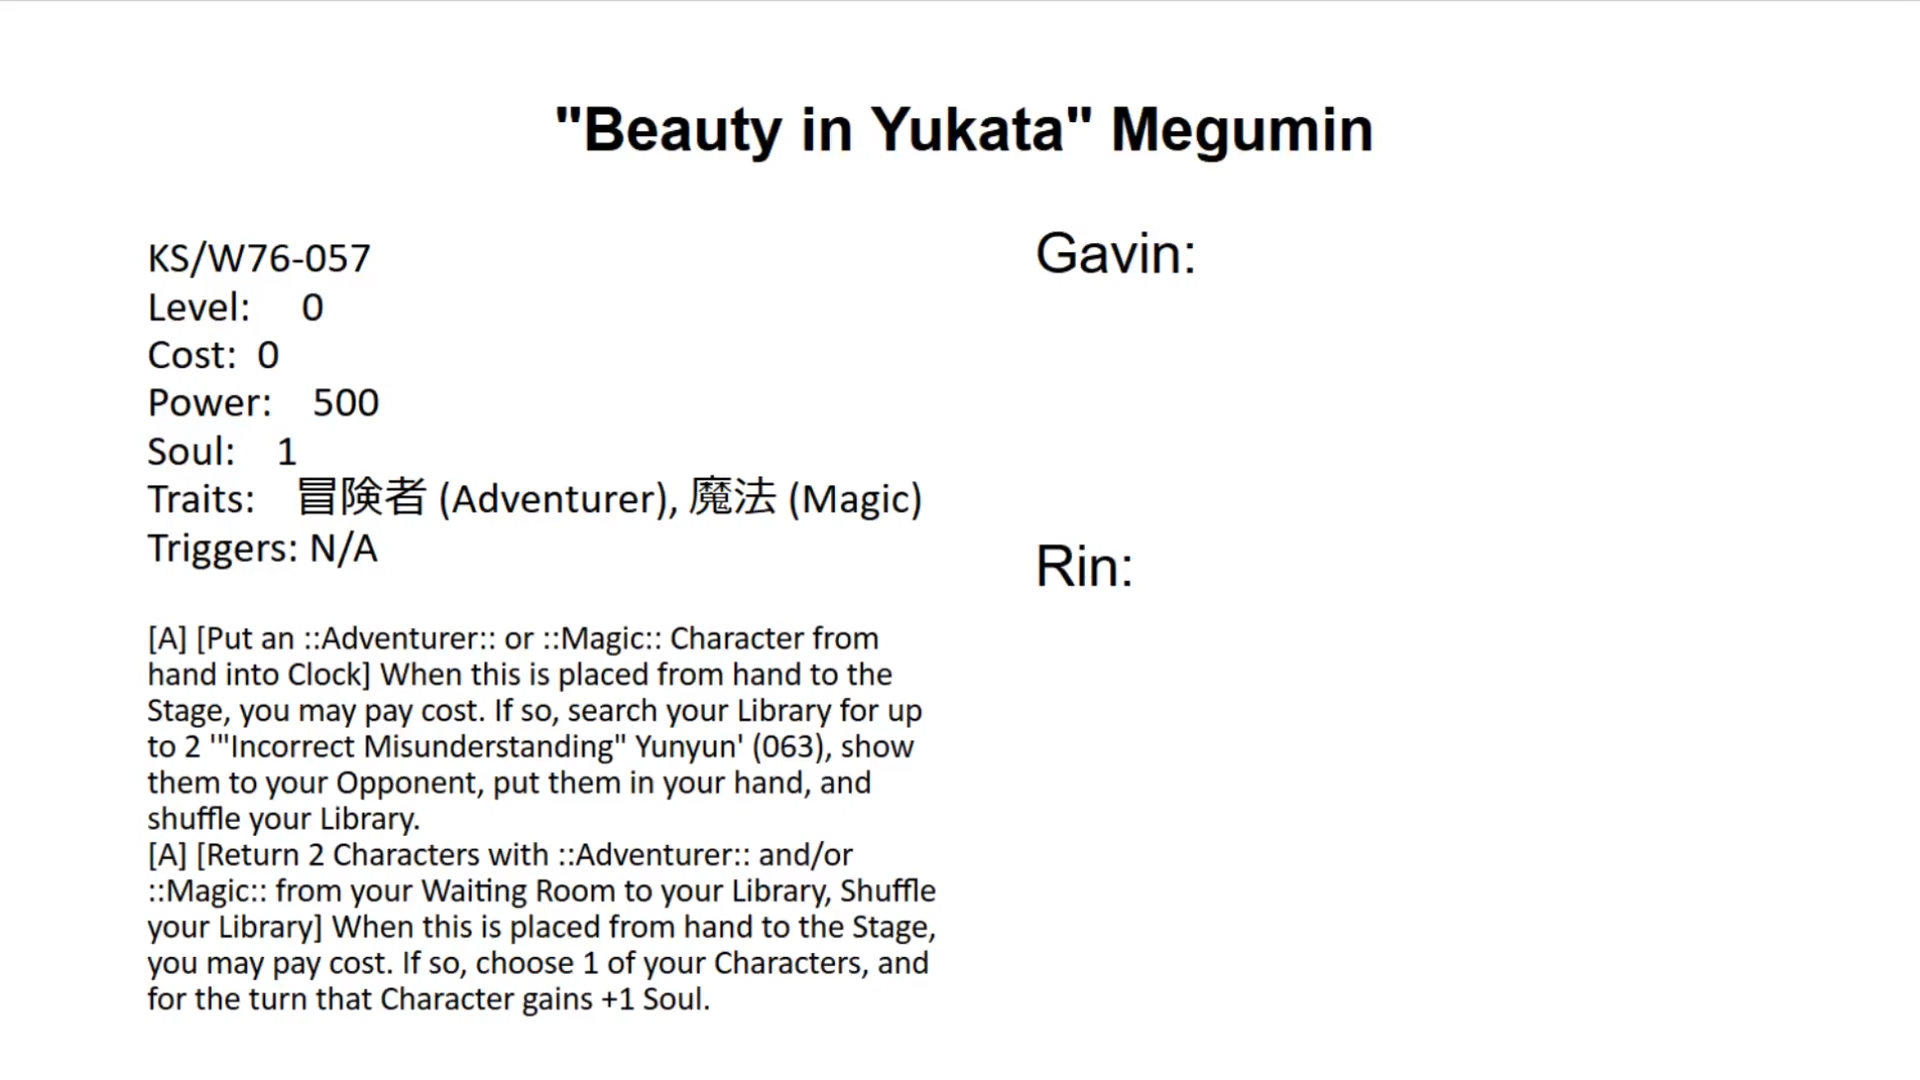 "Beauty in Yukata" Megumin
KS/W76-057
Level: 0
Cost: 0
Power: 500
Soul: 1
Traits: 冒険者 (Adventurer), 魔法 (Magic)
Triggers: N/A
[A] [Put an ::Adventurer:: or ::Magic:: Character from
hand into Clock] When this is placed from hand to the
Stage, you may pay cost. If so, search your Library for up
to 2 '"Incorrect Misunderstanding" Yunyun' (063), show
them to your Opponent, put them in your hand, and
shuffle your Library.
[A] [Return 2 Characters with ::Adventurer:: and/or
::Magic:: from your Waiting Room to your Library, Shuffle
your Library] When this is placed from hand to the Stage,
you may pay cost. If so, choose 1 of your Characters, and
for the turn that Character gains +1 Soul.
Gavin:
Rin: